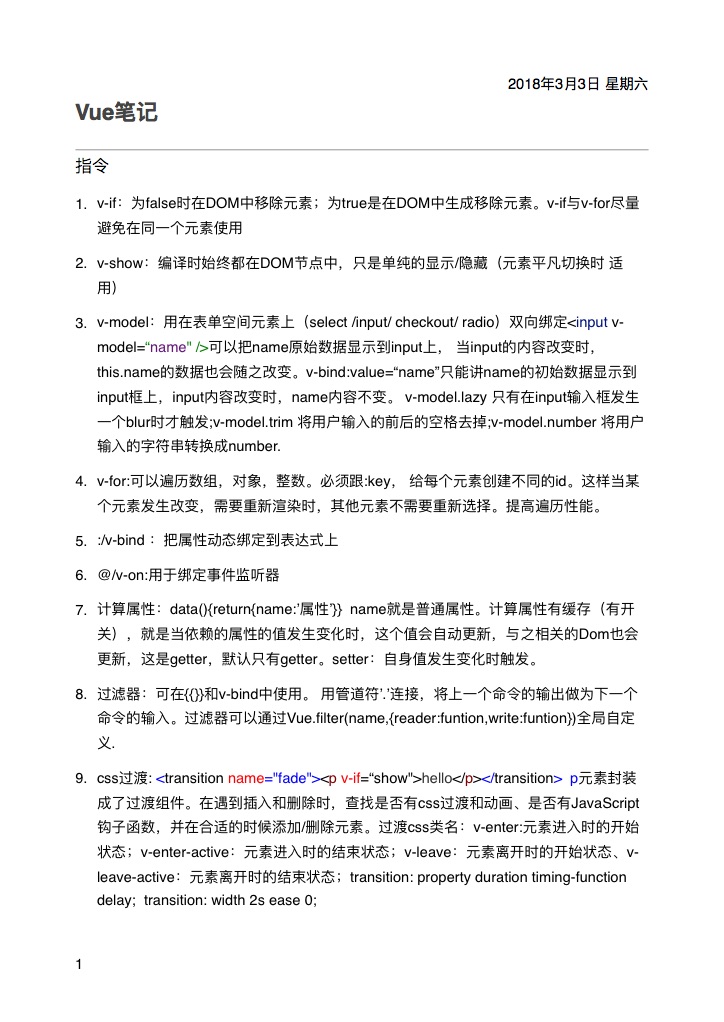 2018年3月3日 星期六
Vue笔记
指令
1. v-if：为false时在DOM中移除元素；为true是在DOM中生成移除元素。v-if与v-for尽量
避免在同一个元素使用
2. v-show：编译时始终都在DOM节点中，只是单纯的显示/隐藏（元素平凡切换时 适
用）
3. v-model：用在表单空间元素上（select /input/ checkout/ radio）双向绑定<input v-
model=“name" />可以把name原始数据显示到input上， 当input的内容改变时，
this.name的数据也会随之改变。v-bind:value=“name”只能讲name的初始数据显示到
input框上，input内容改变时，name内容不变。 v-model.lazy 只有在input输入框发生
一个blur时才触发;v-model.trim 将用户输入的前后的空格去掉;v-model.number 将用户
输入的字符串转换成number.
4. v-for:可以遍历数组，对象，整数。必须跟:key， 给每个元素创建不同的id。这样当某
个元素发生改变，需要重新渲染时，其他元素不需要重新选择。提高遍历性能。
5. :/v-bind ：把属性动态绑定到表达式上
6. @/v-on:用于绑定事件监听器
7. 计算属性：data(){return{name:’属性’}} name就是普通属性。计算属性有缓存（有开
关），就是当依赖的属性的值发生变化时，这个值会自动更新，与之相关的Dom也会
更新，这是getter，默认只有getter。setter：自身值发生变化时触发。
8. 过滤器：可在{{}}和v-bind中使用。 用管道符’.’连接，将上一个命令的输出做为下一个
命令的输入。过滤器可以通过Vue.filter(name,{reader:funtion,write:funtion})全局自定
义.
9. css过渡: <transition name="fade"><p v-if=“show">hello</p></transition> p元素封装
成了过渡组件。在遇到插入和删除时，查找是否有css过渡和动画、是否有JavaScript
钩子函数，并在合适的时候添加/删除元素。过渡css类名：v-enter:元素进入时的开始
状态；v-enter-active：元素进入时的结束状态；v-leave：元素离开时的开始状态、v-
leave-active：元素离开时的结束状态；transition: property duration timing-function
delay; transition: width 2s ease 0;
1